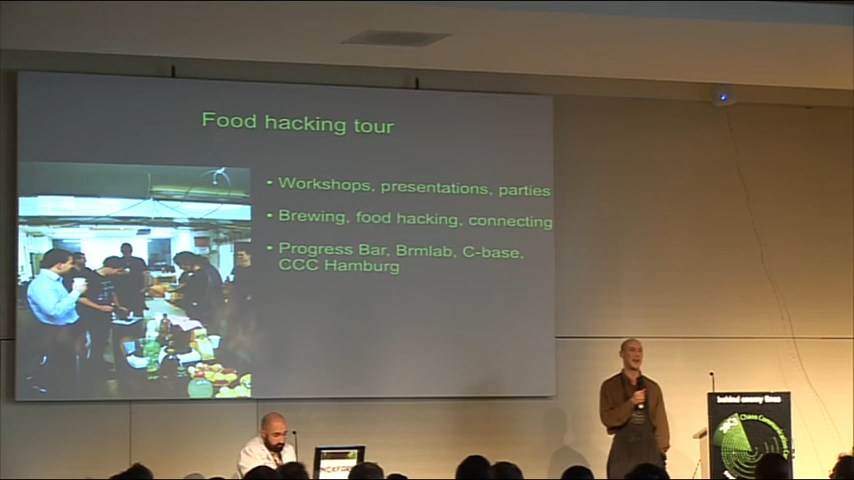 Food hacking tour
• Workshops, presentations, parties
• Brewing, food hacking, connecting
• Progress Bar, Brmlab, C-base,
CCC Hamburg
behind enemy lines